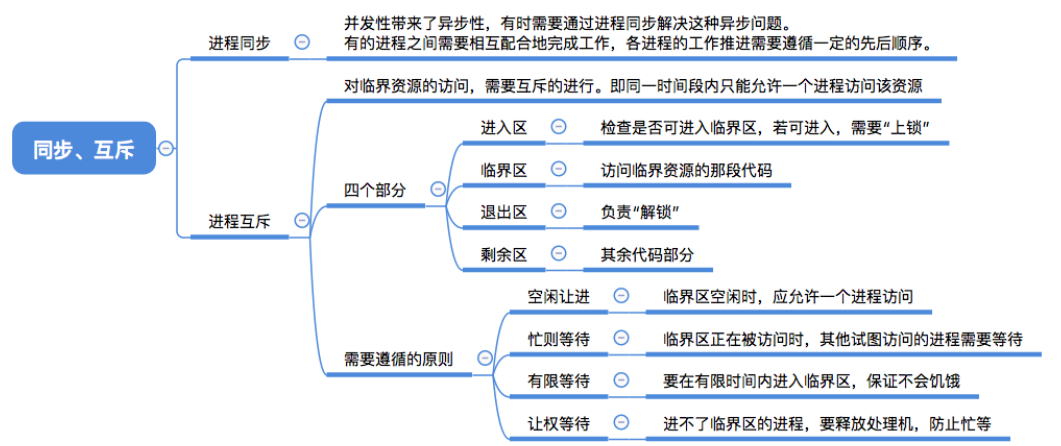 同步、互斥
进程同步
并发性带来了异步性，有时需要通过进程同步解决这种异步问题。
有的进程之间需要相互配合地完成工作，各进程的工作推进需要遵循一定的先后顺序。
进程互斥
对临界资源的访问，需要互斥的进行。即同一时间段内只能允许一个进程访问该资源
四个部分
进入区
检查是否可进入临界区，若可进入，需要“上锁”
临界区
访问临界资源的那段代码
退出区
负责“解锁”
剩余区
其余代码部分
需要遵循的原则
空闲让进
临界区空闲时，应允许一个进程访问
忙则等待
临界区正在被访问时，其他试图访问的进程需要等待
有限等待
要在有限时间内进入临界区，保证不会饥饿
让权等待
进不了临界区的进程，要释放处理机，防止忙等